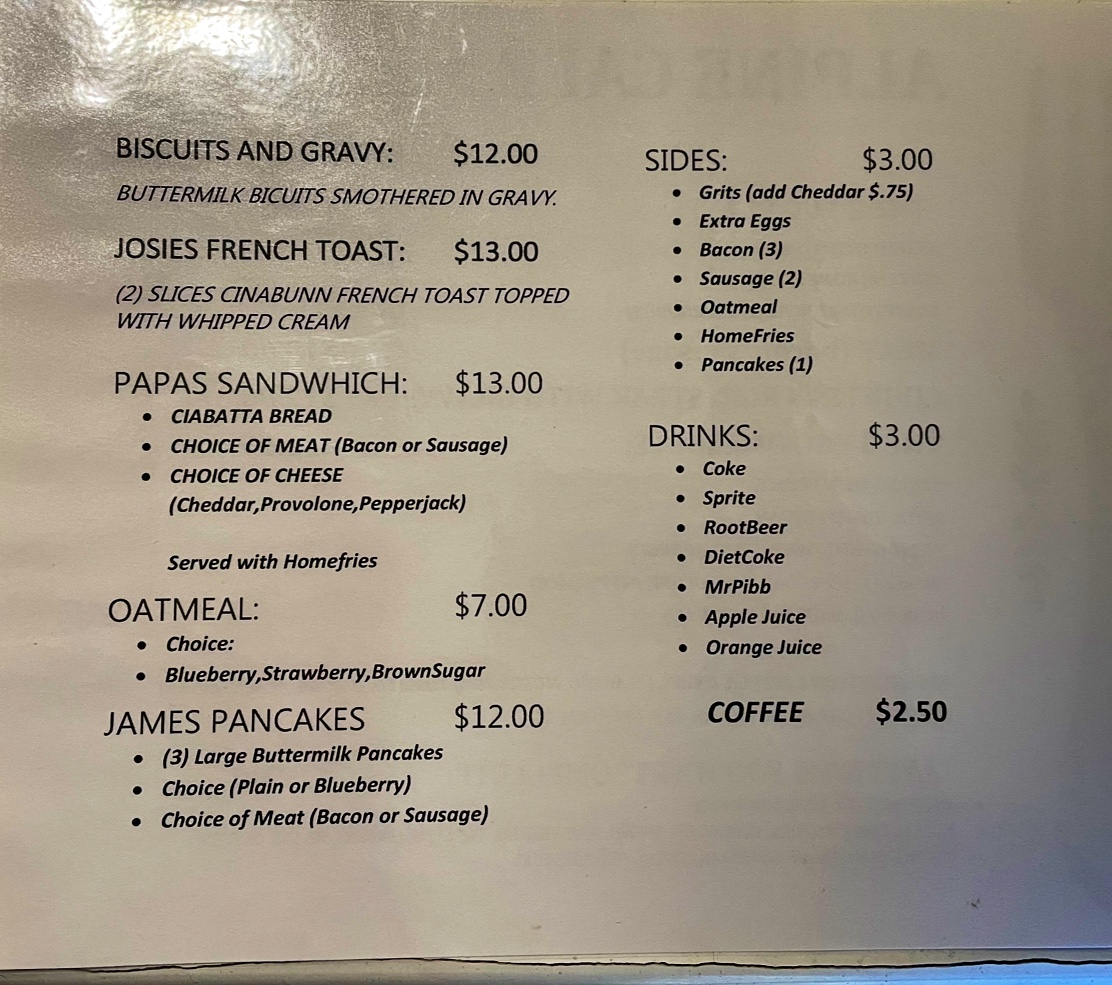 BISCUITS AND GRAVY: $12.00
BUTTERMILK BICUITS SMOTHERED IN GRAVY.
JOSIES FRENCH TOAST: $13.00
(2) SLICES CINABUNN FRENCH TOAST TOPPED
WITH WHIPPED CREAM
PAPAS SANDWHICH: $13.00
• CIABATTA BREAD
• CHOICE OF MEAT (Bacon or Sausage)
• CHOICE OF CHEESE
(Cheddar,Provolone,Pepperjack)
Served with Homefries
OATMEAL: $7.00
• Choice:
• Blueberry,Strawberry,BrownSugar
JAMES PANCAKES $12.00
• (3) Large Buttermilk Pancakes
• Choice (Plain or Blueberry)
• Choice of Meat (Bacon or Sausage)
SIDES: $3.00
• Grits (add Cheddar $.75)
• Extra Eggs
• Bacon (3)
• Sausage (2)
• Oatmeal
• HomeFries
• Pancakes (1)
DRINKS: $3.00
• Coke
• Sprite
• RootBeer
• DietCoke
• MrPibb
• Apple Juice
• Orange Juice
COFFEE $2.50